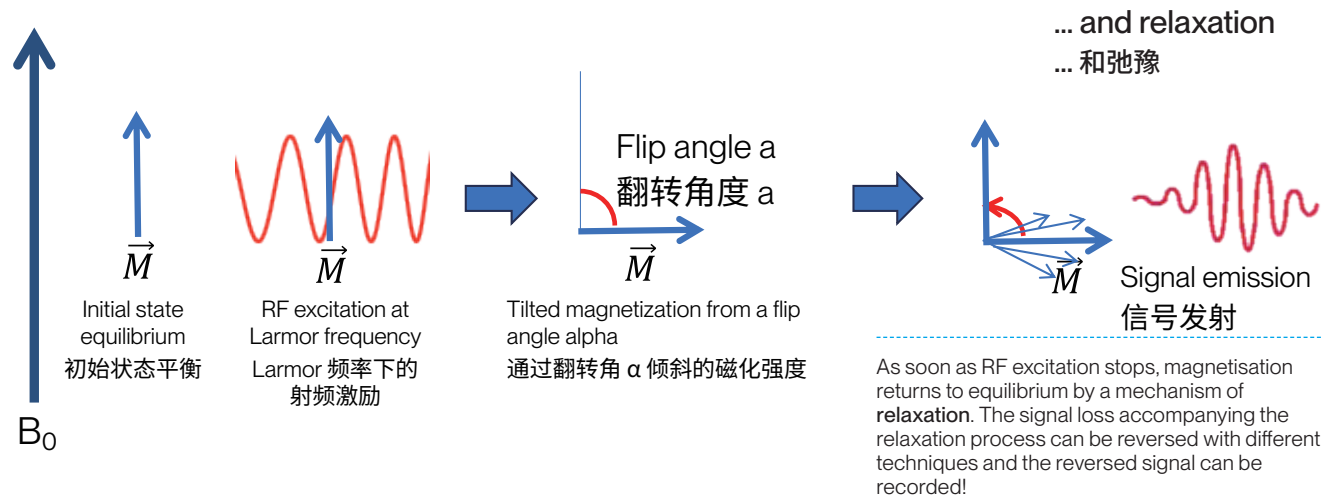 ... and relaxation
... 和弛豫
Flip angle a
翻转角度 a
M
M
M
M
Initial state
equilibrium
初始状态平衡
RF excitation at
Larmor frequency
Larmor 频率下的
射频激励
Tilted magnetization from a flip
angle alpha
通过翻转角 α 倾斜的磁化强度
Signal emission
信号发射
As soon as RF excitation stops, magnetisation
returns to equilibrium by a mechanism of
relaxation. The signal loss accompanying the
relaxation process can be reversed with different
techniques and the reversed signal can be
recorded!
B₀